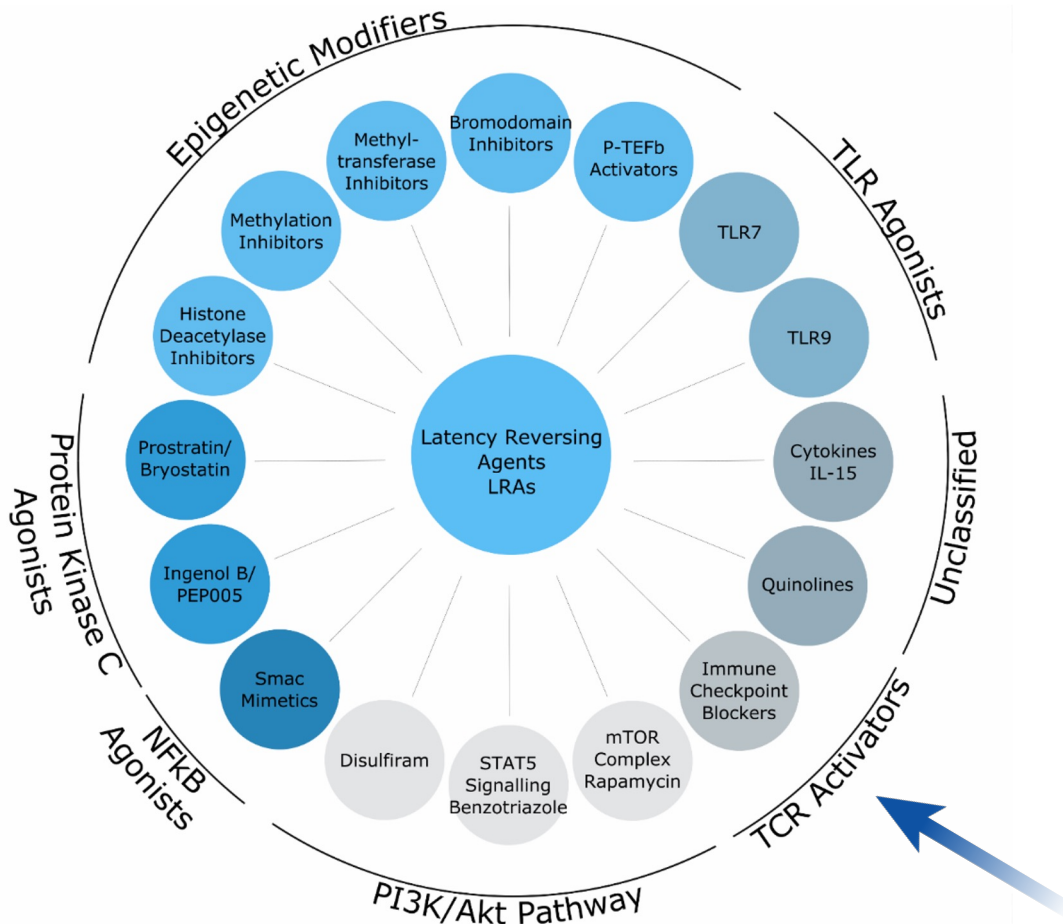 Epigenetic Modifiers
TLR Agonists
Unclassified
TCR Activators
PI3K/Akt Pathway
NFkB
Agonists
Protein Kinase C
Agonists
Bromodomain
Inhibitors
P-TEFb
Activators
TLR7
TLR9
Cytokines
IL-15
Quinolines
Immune
Checkpoint
Blockers
mTOR
Complex
Rapamycin
STAT5
Signalling
Benzotriazole
Disulfiram
Smac
Mimetics
Ingenol B/
PEP005
Prostratin/
Bryostatin
Histone
Deacetylase
Inhibitors
Methylation
Inhibitors
Methyl-
transferase
Inhibitors
Latency Reversing
Agents
LRAs